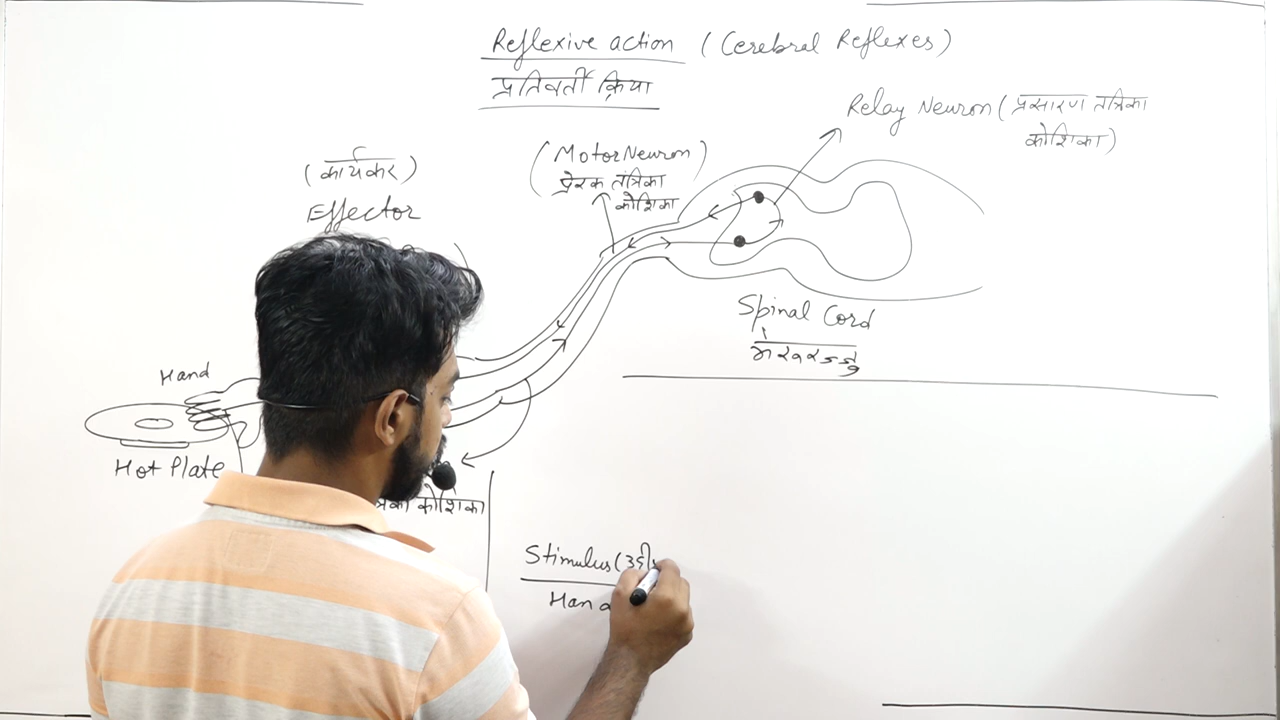 Reflexive action (Cerebral Reflexes)
प्रतिवर्ती क्रिया
Relay Neuron (प्रसारण तंत्रिका
कोशिका)
(Motor Neuron)
प्रेरक तंत्रिका
कोशिका
(कार्यकर)
Effector
Spinal Cord
मेरुरज्जु
Hand
Hot Plate
कोशिका
Stimulus (उद्दी